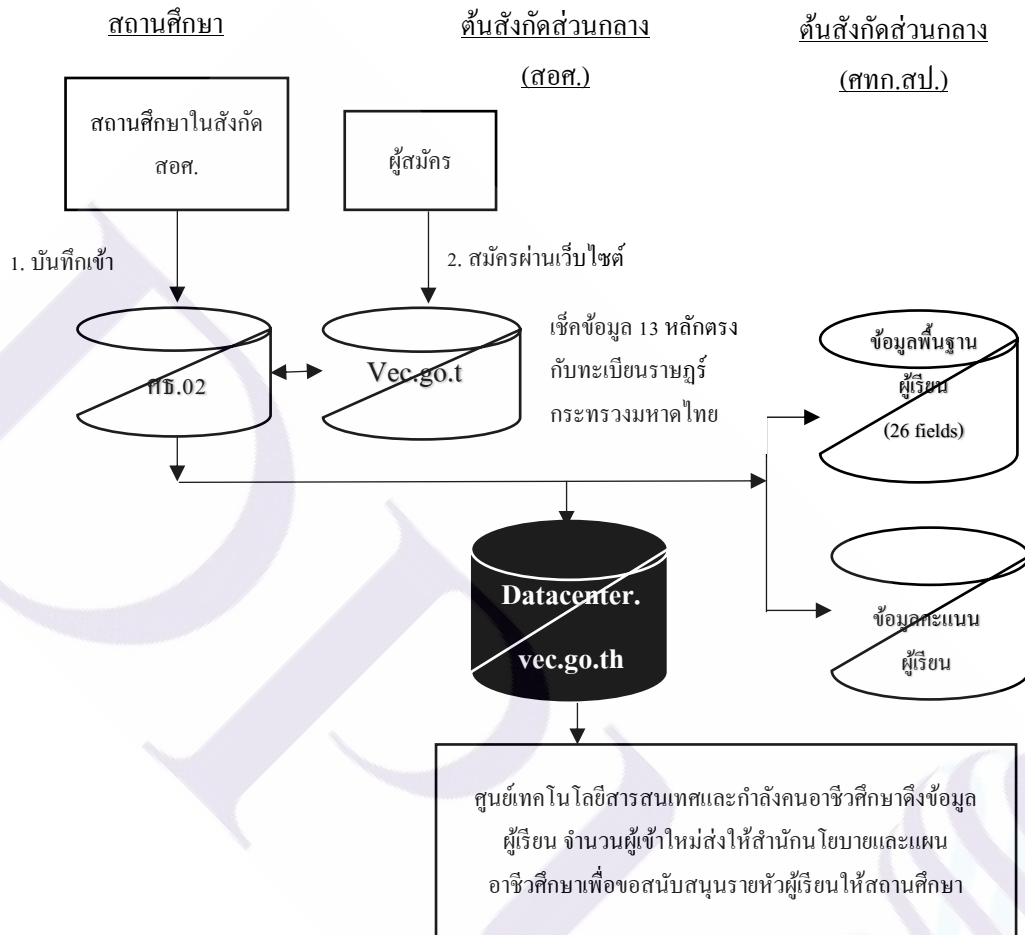 สถานศึกษา
ต้นสังกัดส่วนกลาง
(สอศ.)
ต้นสังกัดส่วนกลาง
(ศทก.สป.)
สถานศึกษาในสังกัด
สอศ.
ผู้สมัคร
1. บันทึกเข้า
2. สมัครผ่านเว็บไซต์
ศธ.02
Vec.go.t
เช็คข้อมูล 13 หลักตรง
กับทะเบียนราษฎร์
กระทรวงมหาดไทย
ข้อมูลพื้นฐาน
ผู้เรียน
(26 fields)
Datacenter.
vec.go.th
ข้อมูลคะแนน
ผู้เรียน
ศูนย์เทคโนโลยีสารสนเทศและกำลังคนอาชีวศึกษาดึงข้อมูล
ผู้เรียน จำนวนผู้เข้าใหม่ส่งให้สำนักนโยบายและแผน
อาชีวศึกษาเพื่อขอสนับสนุนรายหัวผู้เรียนให้สถานศึกษา